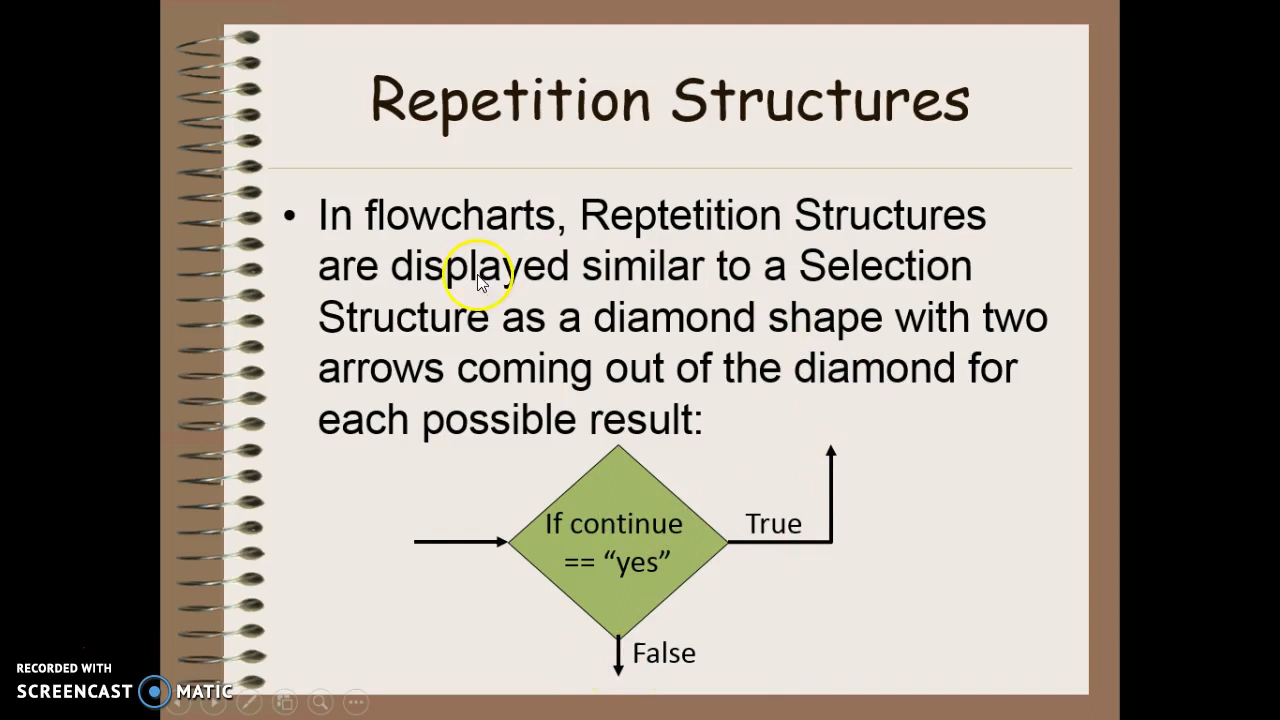 Repetition Structures
• In flowcharts, Reptetition Structures
are displayed similar to a Selection
Structure as a diamond shape with two
arrows coming out of the diamond for
each possible result:
If continue
== “yes”
True
False
RECORDED WITH
SCREENCAST MATIC